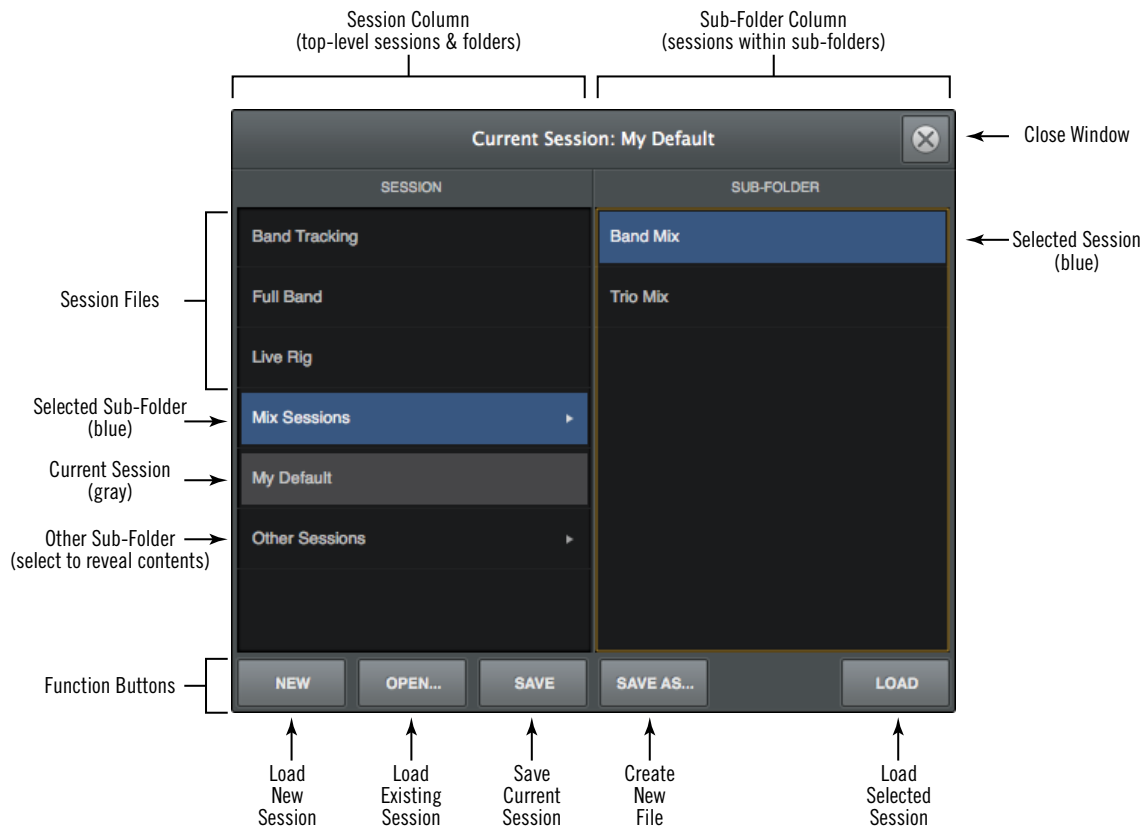 Session Column
(top-level sessions & folders)
Sub-Folder Column
(sessions within sub-folders)
Current Session: My Default
Close Window
SESSION
SUB-FOLDER
Band Tracking
Band Mix
Selected Session
(blue)
Session Files
Full Band
Trio Mix
Live Rig
Selected Sub-Folder
(blue)
Mix Sessions
Current Session
(gray)
My Default
Other Sub-Folder
(select to reveal contents)
Other Sessions
Function Buttons
NEW
OPEN...
SAVE
SAVE AS...
LOAD
Load
New
Session
Load
Existing
Session
Save
Current
Session
Create
New
File
Load
Selected
Session